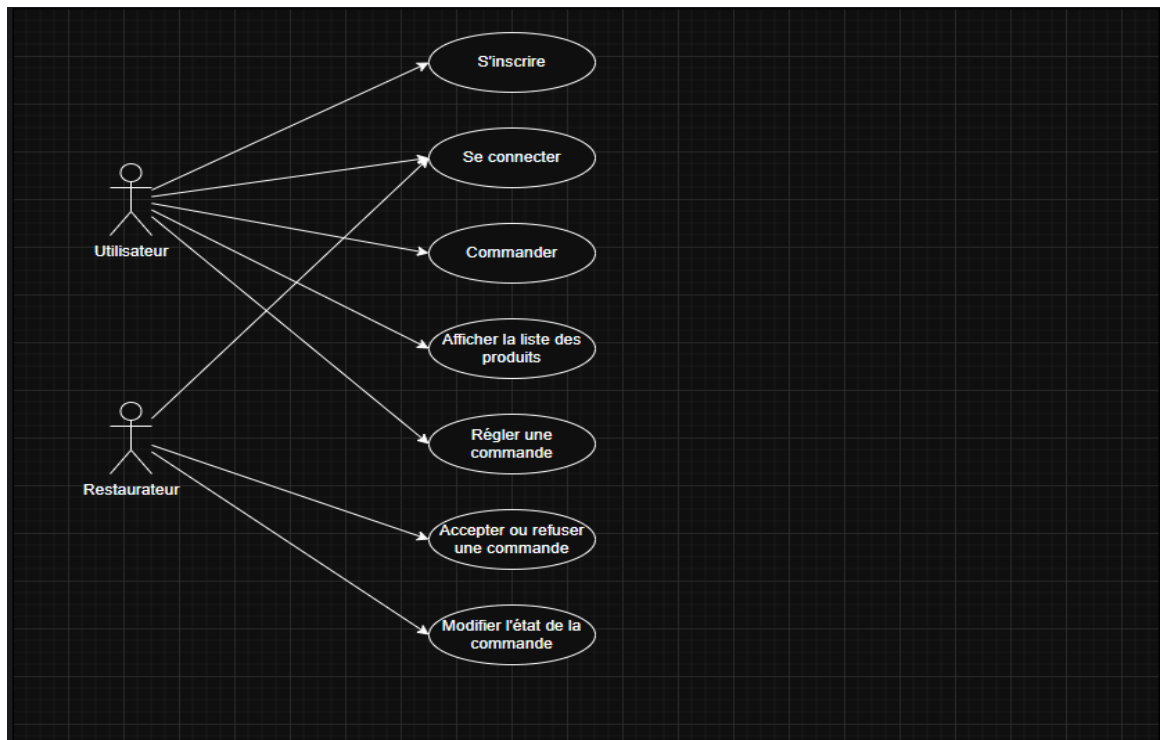 S'inscrire
Se connecter
Utilisateur
Commander
Afficher la liste des
produits
Régler une
commande
Restaurateur
Accepter ou refuser
une commande
Modifier l'état de la
commande